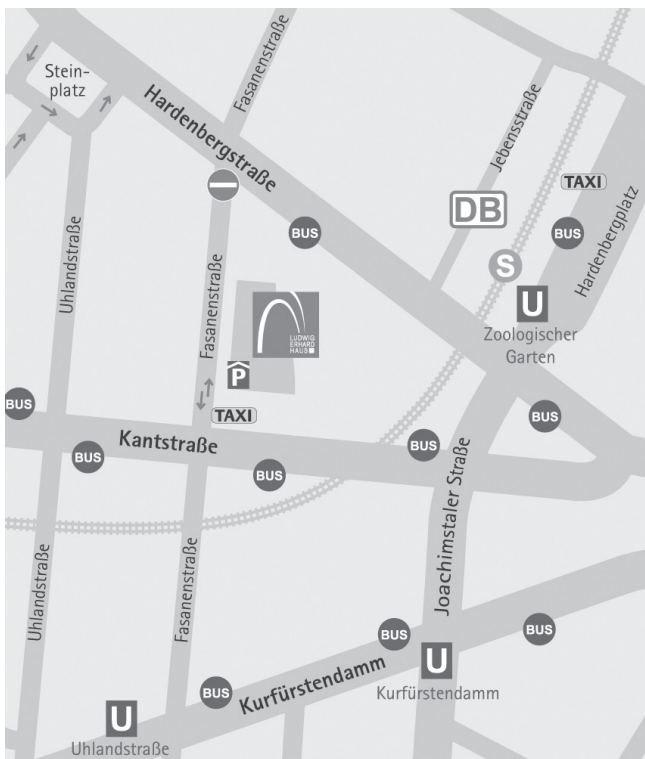 Stein-
platz
Fasanenstraße
Hardenbergstraße
Jebensstraße
TAXI
DB
BUS
BUS
Hardenbergplatz
S
Uhlandstraße
Fasanenstraße
U
Zoologischer
Garten
LUDWIG
ERHARD
HAUS
P
BUS
TAXI
BUS
Kantstraße
BUS
BUS
BUS
Joachimstaler Straße
Uhlandstraße
Fasanenstraße
BUS
BUS
U
Kurfürstendamm
BUS
Kurfürstendamm
U
Uhlandstraße